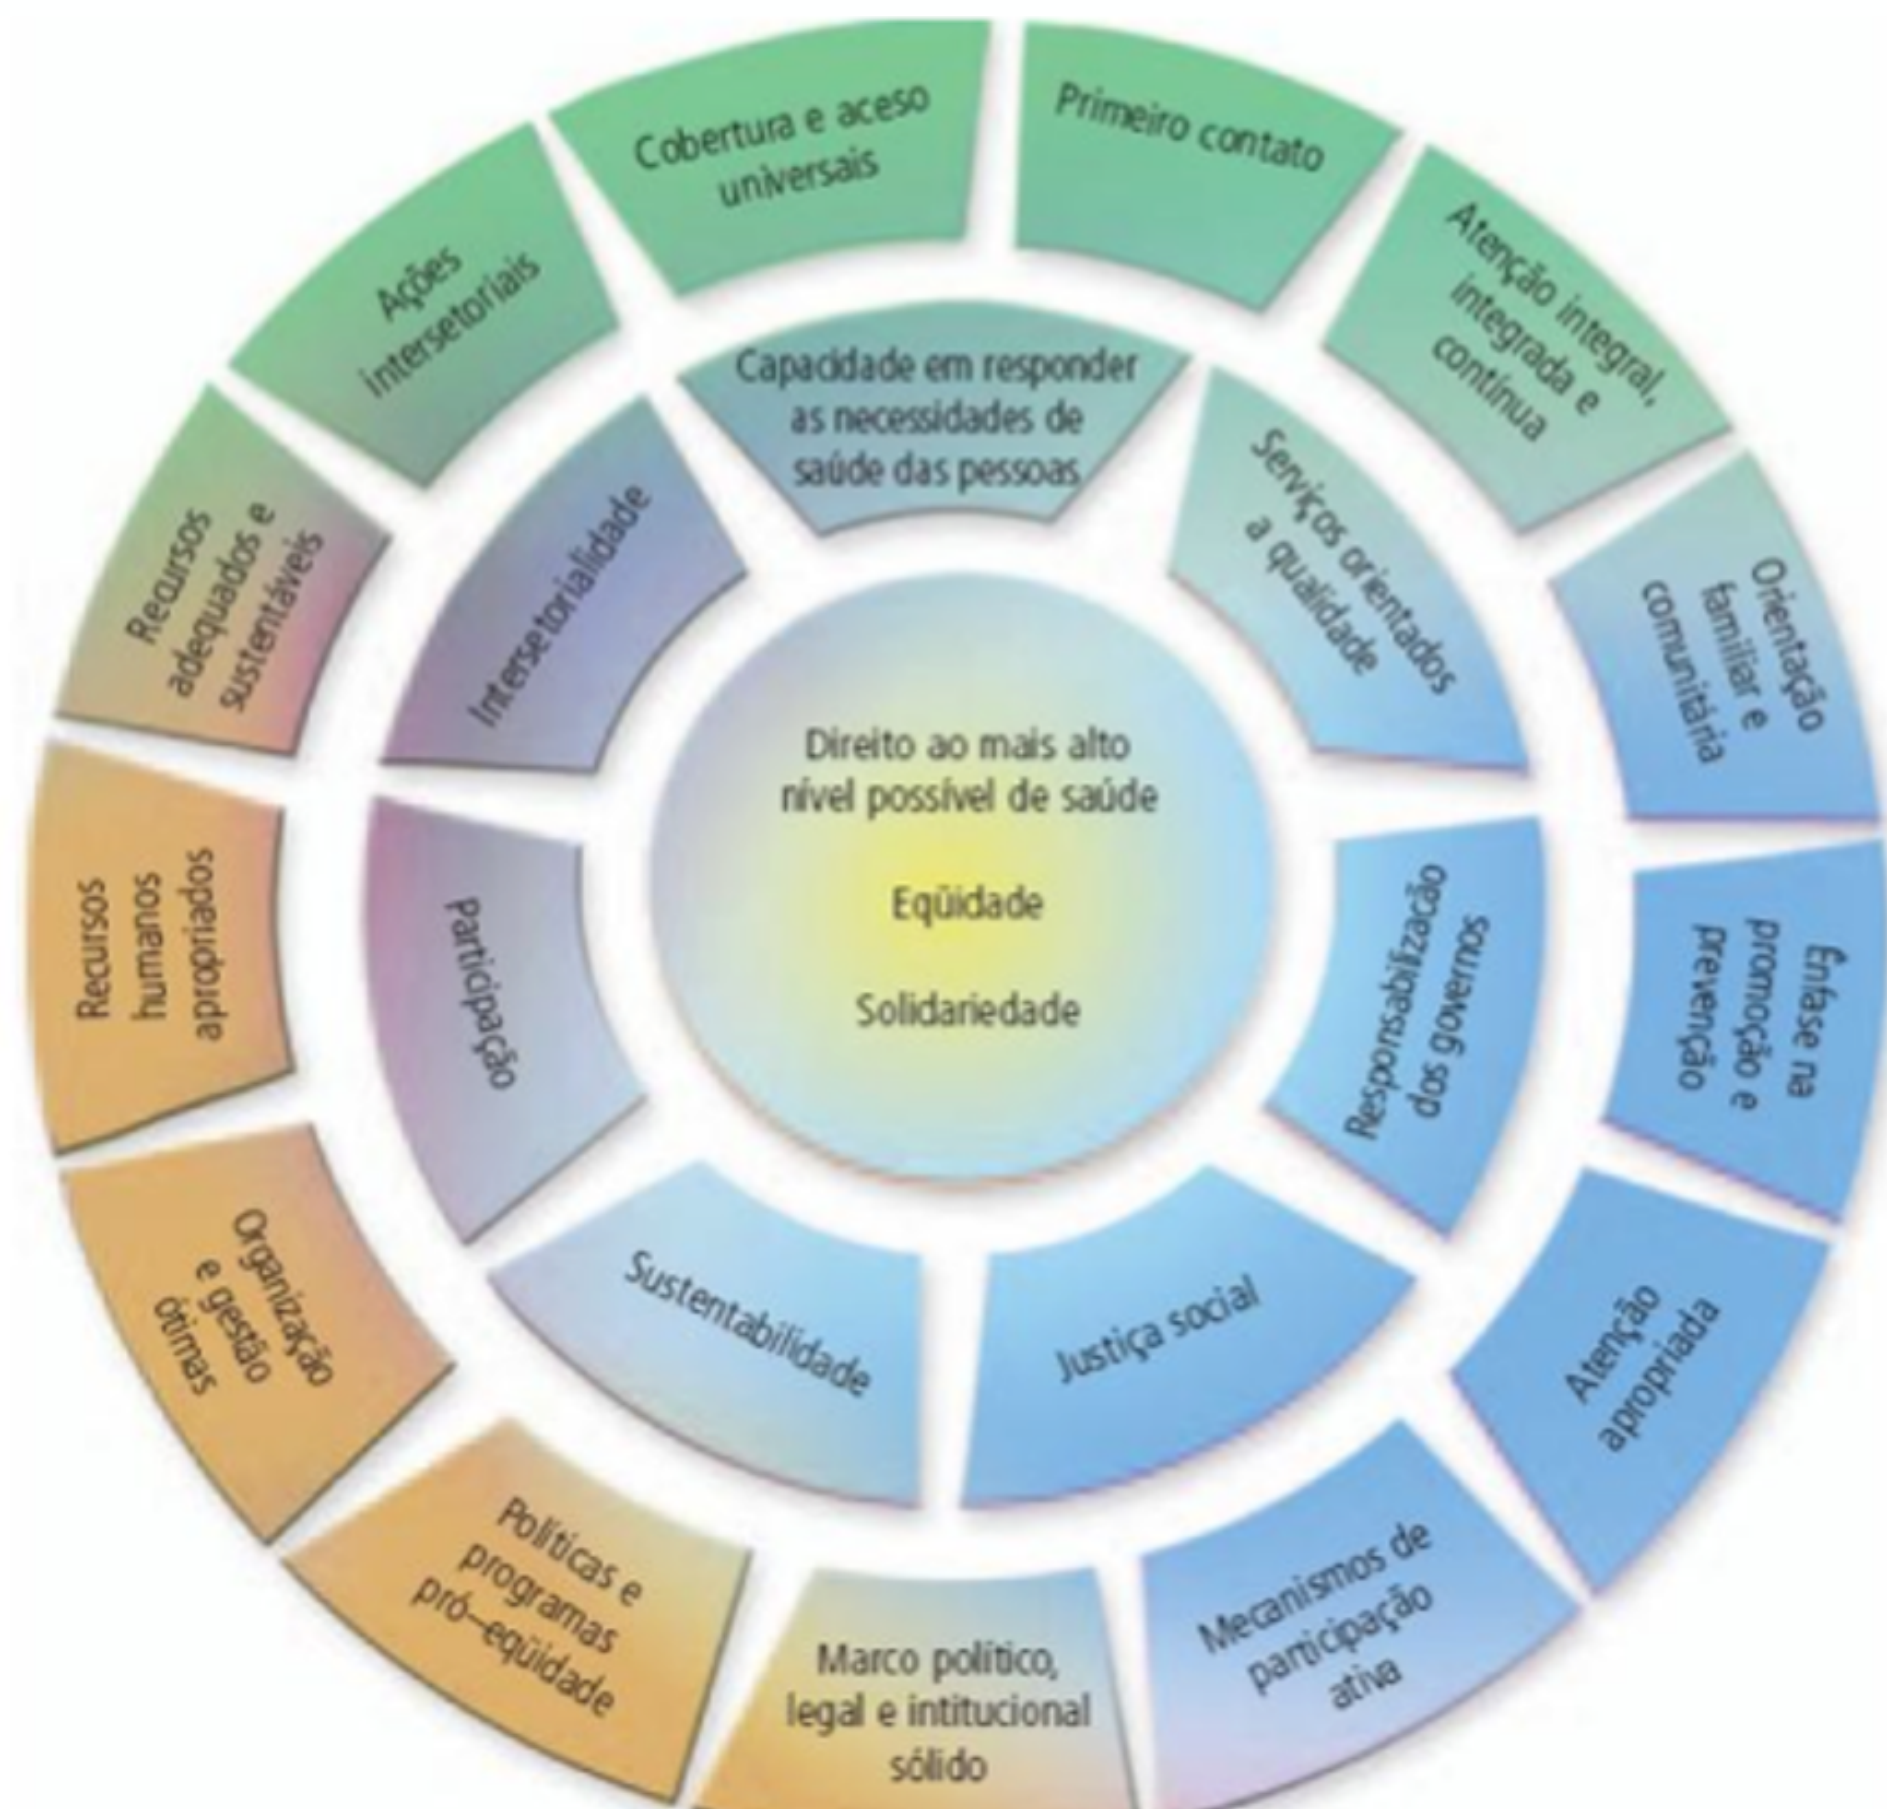 Cobertura e aceso
universais
Primeiro contato
Atenção integral,
integrada e
contínua
Orientação
familiar e
comunitária
Ênfase na
promoção e
prevenção
Atenção
apropriada
Mecanismos de
participação
ativa
Marco político,
legal e intitucional
sólido
Políticas e
programas
pró-eqüidade
Organização
e gestão
ótimas
Recursos
humanos
apropriados
Recursos
adequados e
sustentáveis
Ações
intersetoriais
Capacidade em responder
as necessidades de
saúde das pessoas
Serviços orientados
a qualidade
Responsabilização
dos governos
Justiça social
Sustentabilidade
Participação
Intersetorialidade
Direito ao mais alto
nível possível de saúde
Eqüidade
Solidariedade